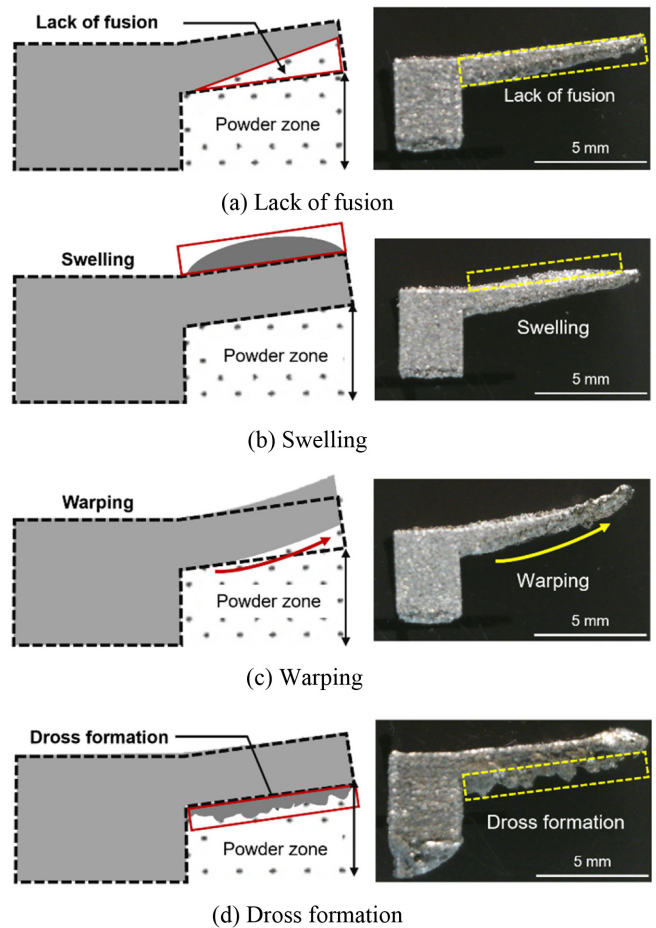 Lack of fusion
Powder zone
Lack of fusion
5 mm
(a) Lack of fusion
Swelling
Powder zone
Swelling
5 mm
(b) Swelling
Warping
Powder zone
Warping
5 mm
(c) Warping
Dross formation
Powder zone
Dross formation
5 mm
(d) Dross formation